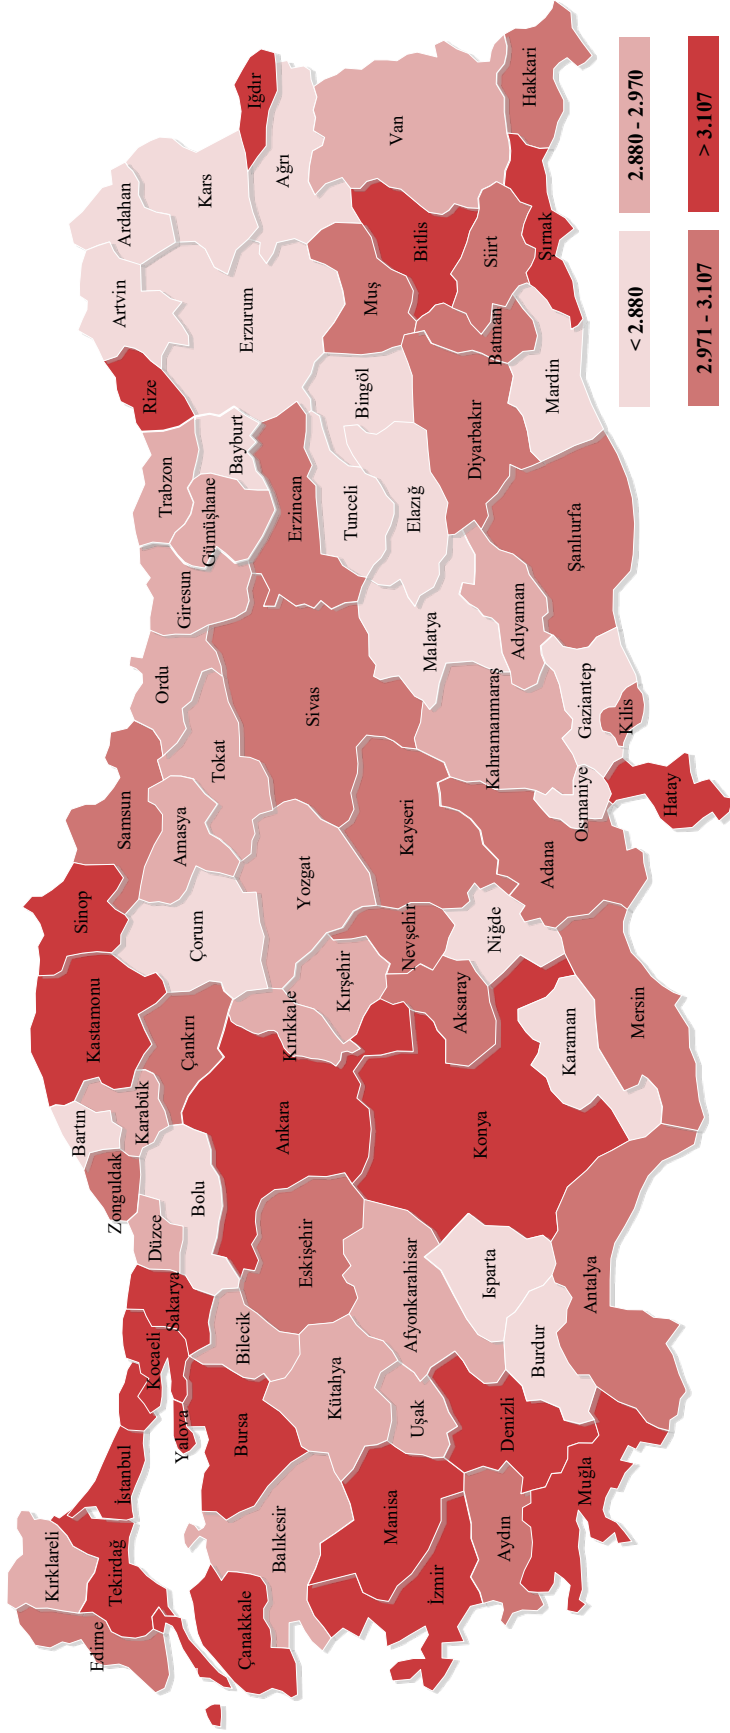 Kırklareli
Edirne
Tekirdağ
İstanbul
Kocaeli
Yalova
Sakarya
Düzce
Zonguldak
Bartın
Karabük
Kastamonu
Sinop
Samsun
Ordu
Giresun
Trabzon
Rize
Artvin
Ardahan
Çanakkale
Balıkesir
Bursa
Bilecik
Bolu
Çankırı
Çorum
Amasya
Tokat
Gümüşhane
Bayburt
Erzurum
Kars
Iğdır
Ağrı
Kütahya
Eskişehir
Ankara
Kırıkkale
Kırşehir
Yozgat
Sivas
Erzincan
Tunceli
Bingöl
Muş
Bitlis
Van
Manisa
İzmir
Uşak
Afyonkarahisar
Konya
Aksaray
Nevşehir
Kayseri
Malatya
Elazığ
Diyarbakır
Batman
Siirt
Şırnak
Hakkari
Aydın
Denizli
Muğla
Burdur
Isparta
Antalya
Karaman
Mersin
Niğde
Adana
Osmaniye
Hatay
Kahramanmaraş
Gaziantep
Kilis
Adıyaman
Şanlıurfa
Mardin
< 2.880
2.880 - 2.970
2.971 - 3.107
> 3.107